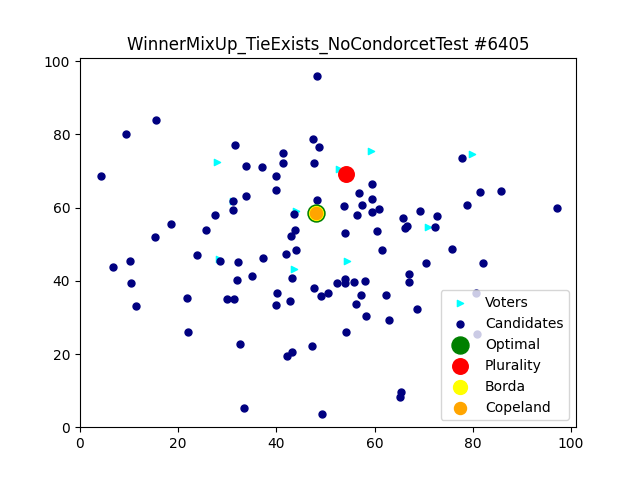 WinnerMixUp_TieExists_NoCondorcetTest #6405
100
80
60
40
20
0
0 20 40 60 80 100
Voters
Candidates
Optimal
Plurality
Borda
Copeland